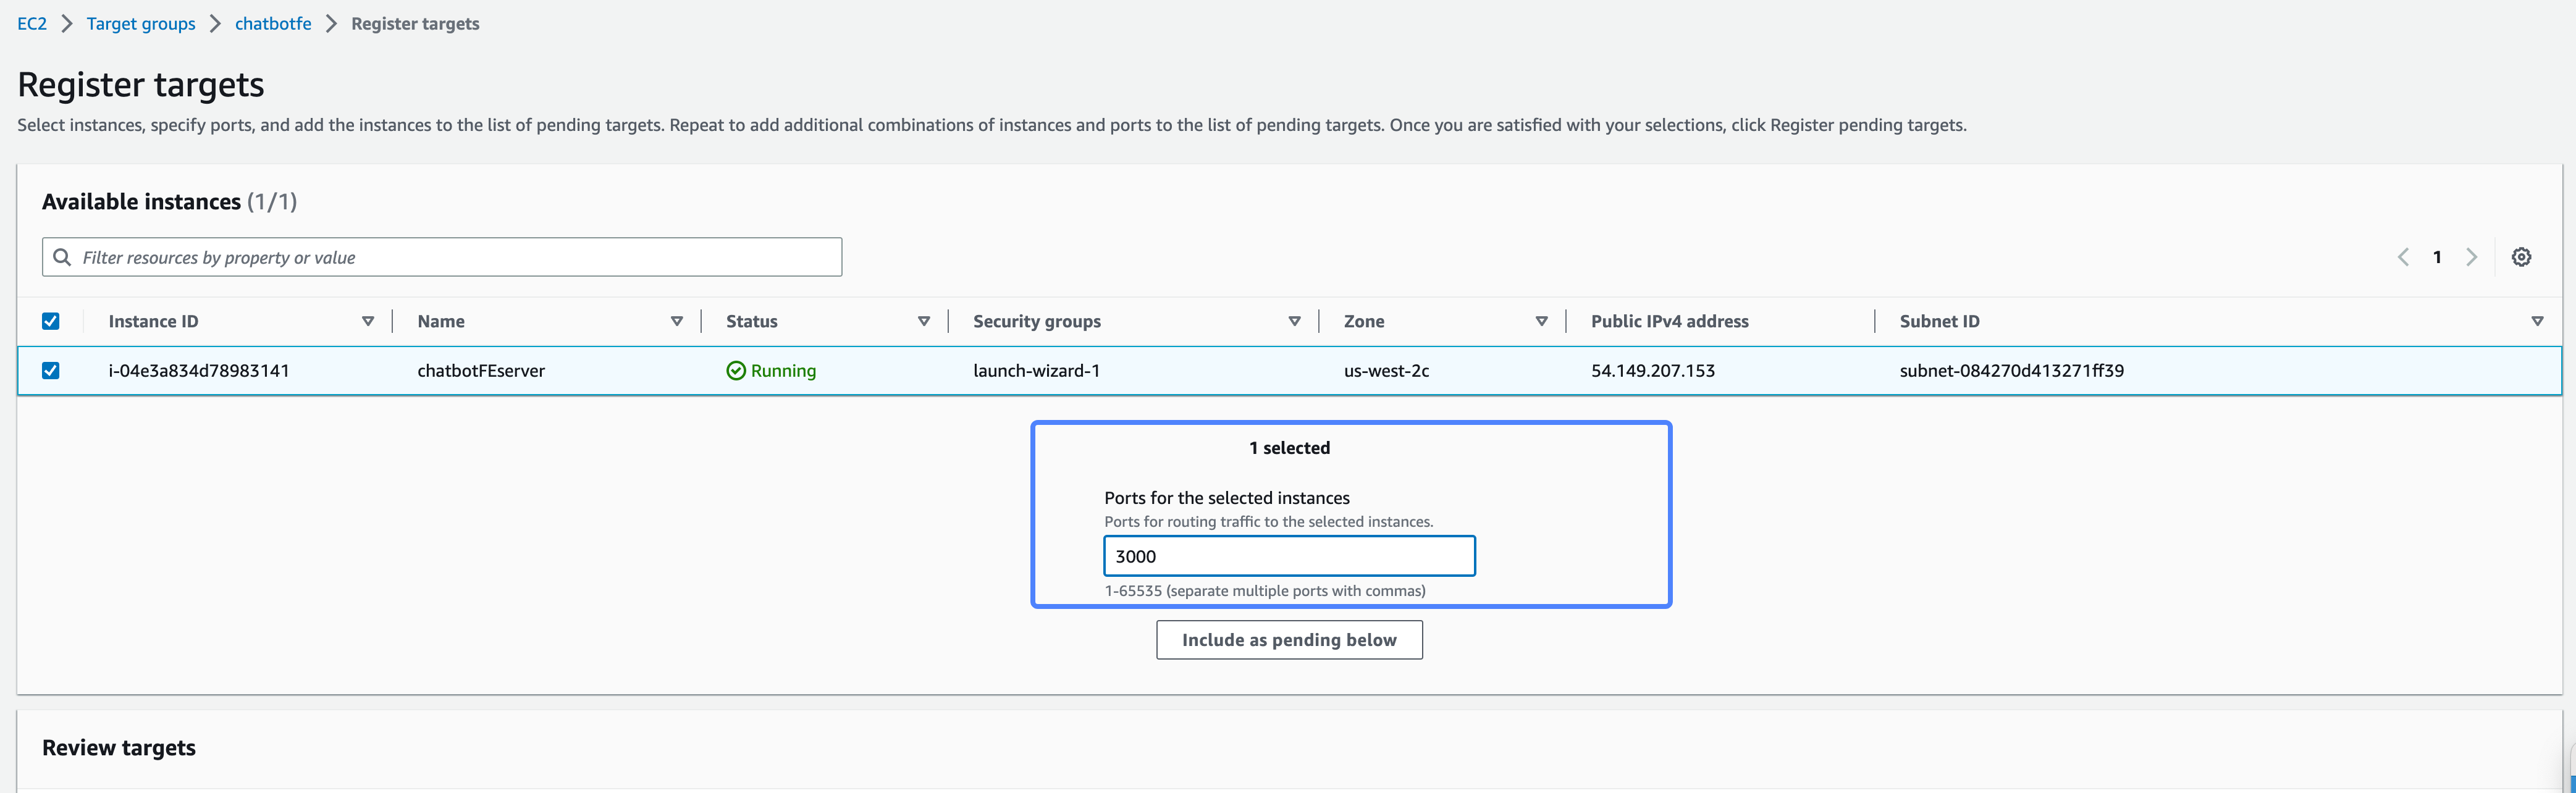 EC2 > Target groups > chatbotfe > Register targets
Register targets
Select instances, specify ports, and add the instances to the list of pending targets. Repeat to add additional combinations of instances and ports to the list of pending targets. Once you are satisfied with your selections, click Register pending targets.
Available instances (1/1)
Filter resources by property or value
1
Instance ID Name Status Security groups Zone Public IPv4 address Subnet ID
i-04e3a834d78983141 chatbotFEserver Running launch-wizard-1 us-west-2c 54.149.207.153 subnet-084270d413271ff39
1 selected
Ports for the selected instances
Ports for routing traffic to the selected instances.
3000
1-65535 (separate multiple ports with commas)
Include as pending below
Review targets